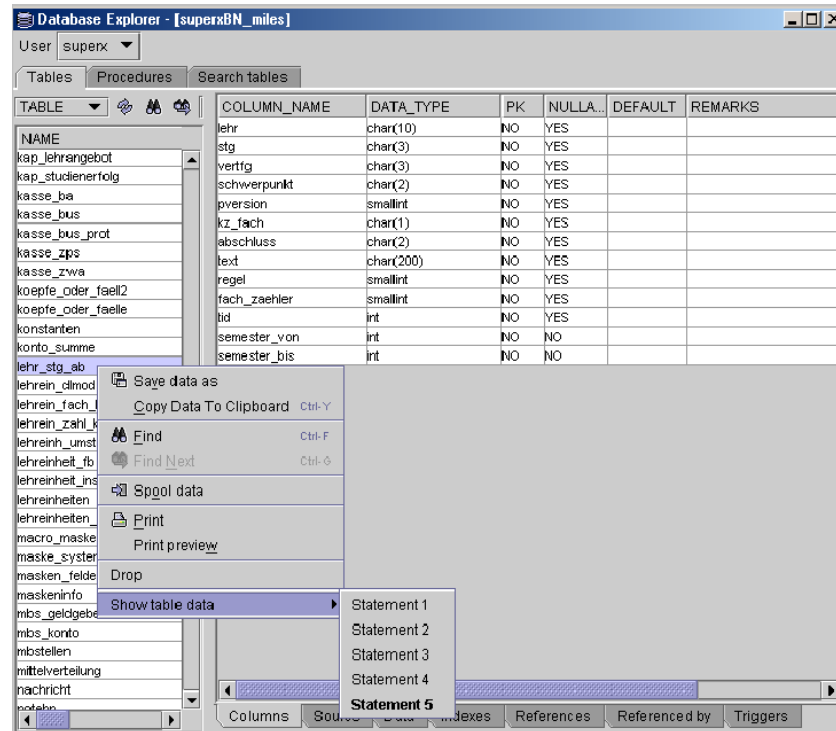 Database Explorer - [superxBN_miles]
User superx
Tables Procedures Search tables
TABLE
NAME
kap_lehrangebot
kap_studienerfolg
kasse_ba
kasse_bus
kasse_bus_prot
kasse_zps
kasse_zwa
koepfe_oder_faell2
koepfe_oder_faelle
konstanten
konto_summe
lehr_stg_ab
lehrein_dlmod
lehrein_fach_
lehrein_zahl_k
lehreinh_umst
lehreinheit_fb
lehreinheit_ins
lehreinheiten
lehreinheiten_
macro_maske
maske_syster
masken_felde
maskeninfo
mbs_geldgebe
mbs_konto
mbstellen
mittelverteilung
nachricht
COLUMN_NAME DATA_TYPE PK NULLA... DEFAULT REMARKS
lehr char(10) NO YES
stg char(3) NO YES
vertfg char(3) NO YES
schwerpunkt char(2) NO YES
pversion smallint NO YES
kz_fach char(1) NO YES
abschluss char(2) NO YES
text char(200) NO YES
regel smallint NO YES
fach_zaehler smallint NO YES
tid int NO YES
semester_von int NO NO
semester_bis int NO NO
Save data as
Copy Data To Clipboard Ctrl-Y
Find Ctrl-F
Find Next Ctrl-G
Spool data
Print
Print preview
Drop
Show table data
Statement 1
Statement 2
Statement 3
Statement 4
Statement 5
Columns References Referenced by Triggers